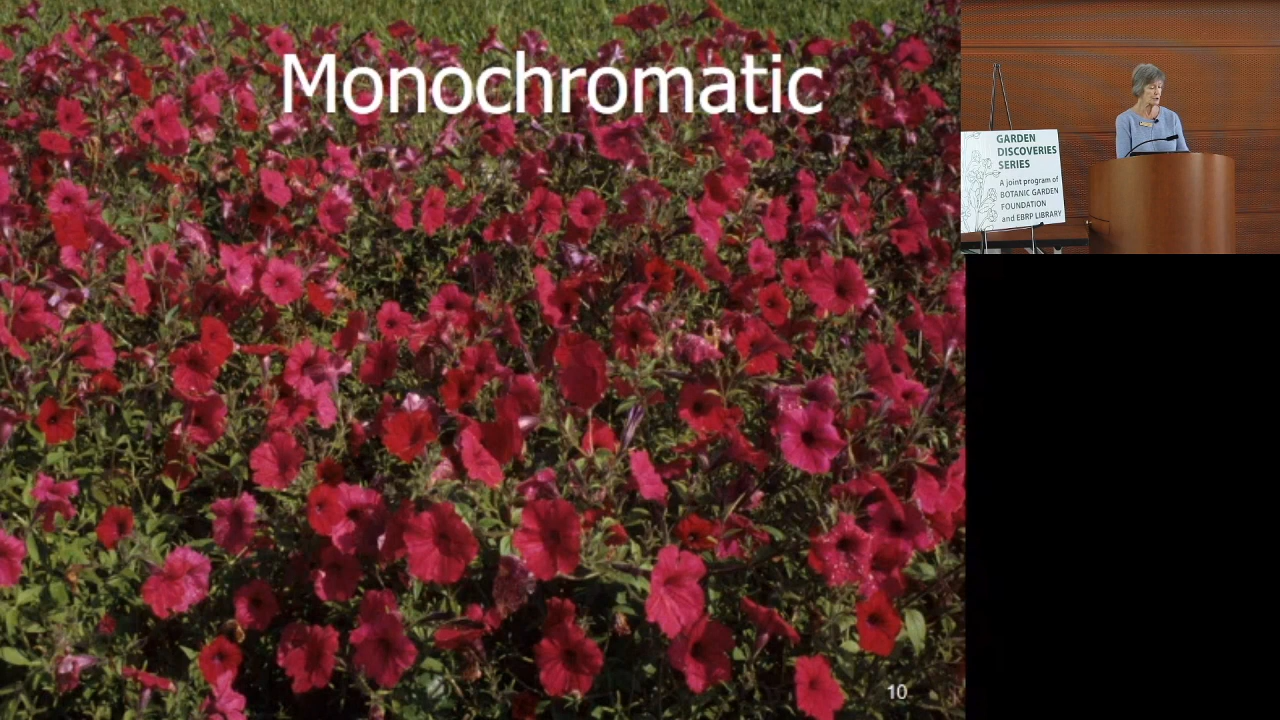 Monochromatic
GARDEN
DISCOVERIES
SERIES
A joint program of
BOTANIC GARDEN
FOUNDATION
and EBRP LIBRARY
10